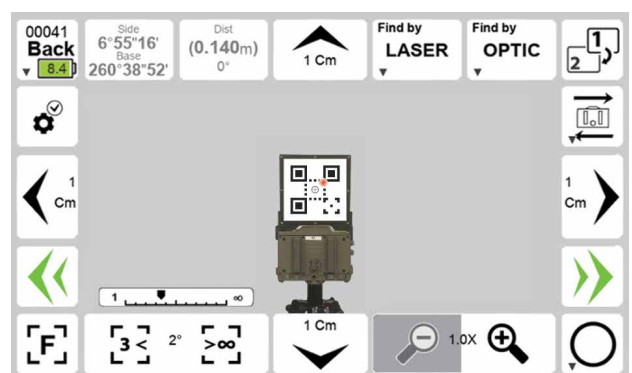 00041
Back
8.4
Side
6°55"16'
Base
260°38"52'
Dist
(0.140m)
0°
1 Cm
Find by
LASER
Find by
OPTIC
1
2
1
Cm
1
Cm
1 ∞
[F]
3<
2°
>∞
1 Cm
1.0X